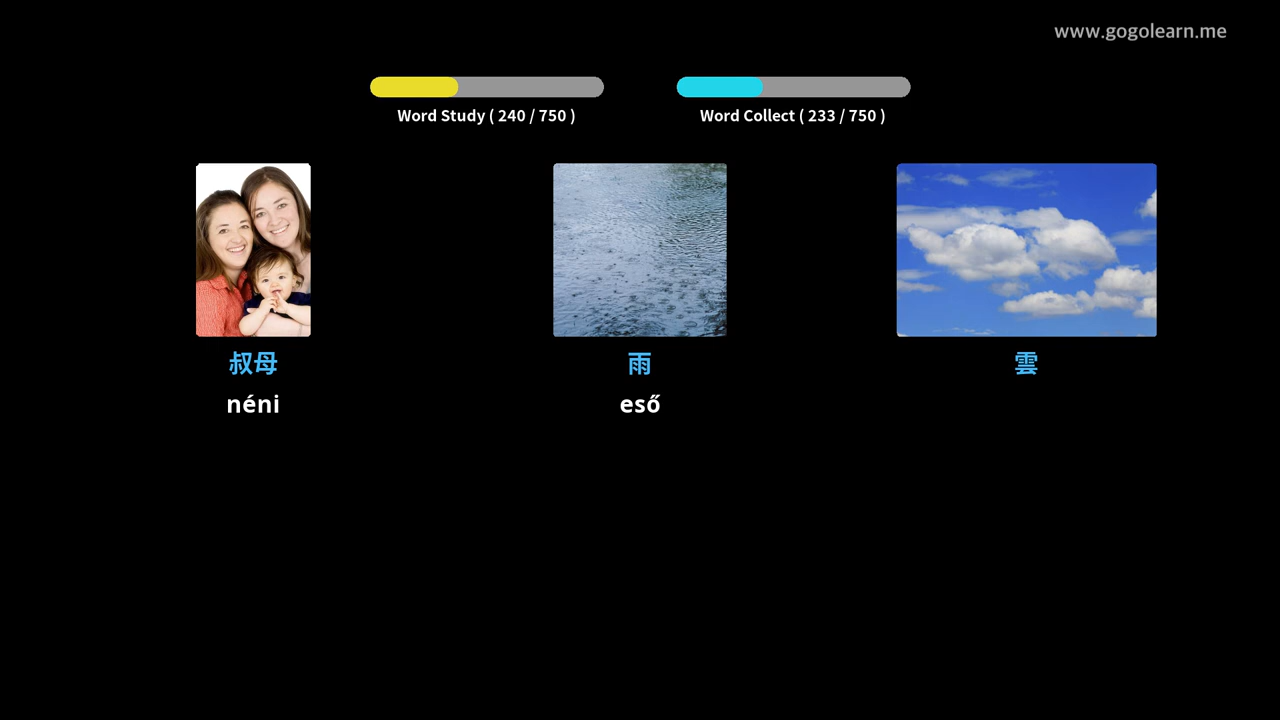 www.gogolearn.me
Word Study ( 240 / 750 )
Word Collect ( 233 / 750 )
叔母
雨
雲
néni
eső